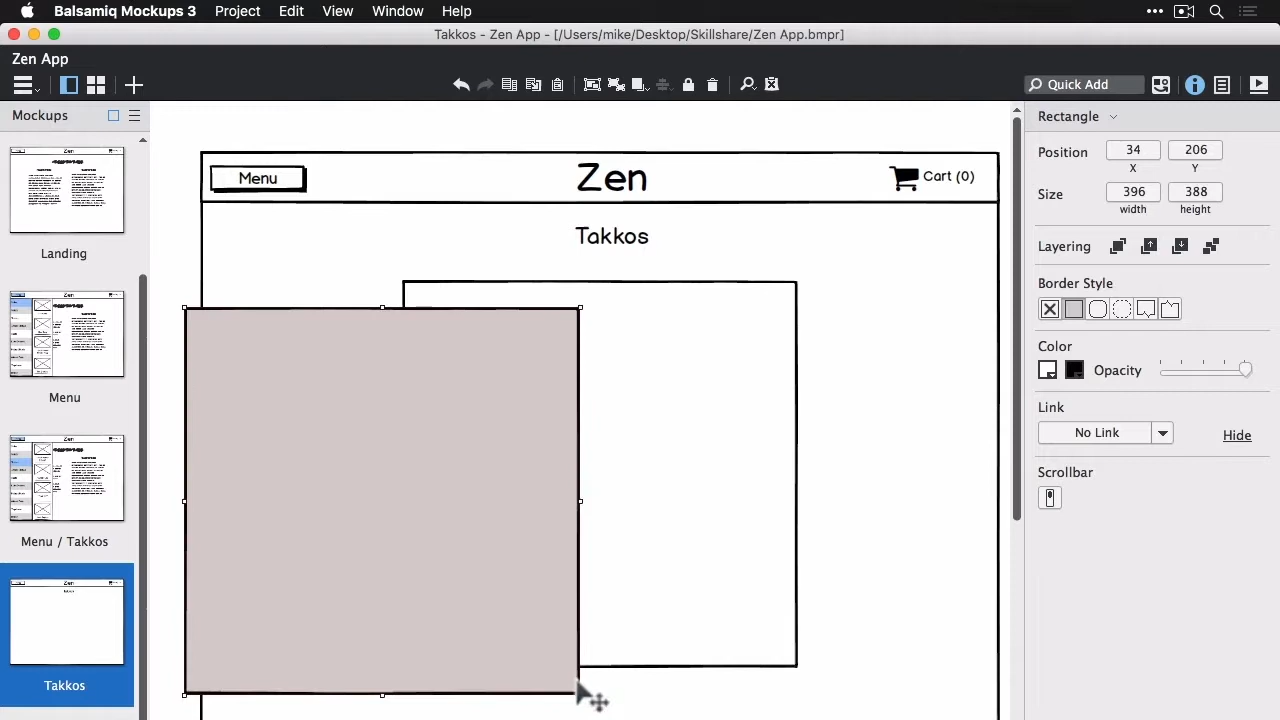 Balsamiq Mockups 3 Project Edit View Window Help
Takkos - Zen App - [/Users/mike/Desktop/Skillshare/Zen App.bmpr]
Zen App
Quick Add
Mockups
Landing
Menu
Menu / Takkos
Takkos
Menu
Zen
Cart (0)
Takkos
Rectangle
Position
34
206
X
Y
Size
396
388
width
height
Layering
Border Style
Color
Opacity
Link
No Link
Hide
Scrollbar